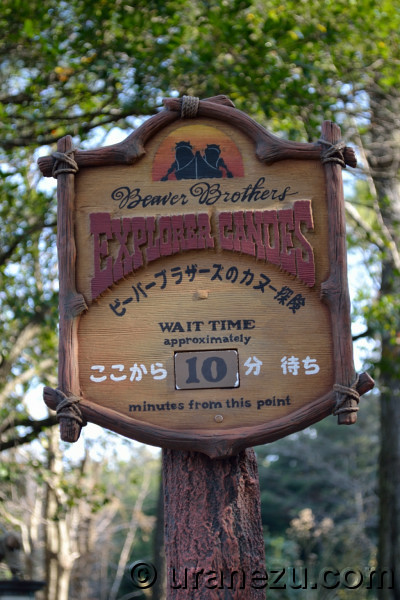 Beaver Brothers
EXPLORER CANOES
ビーバーブラザーズのカヌー探険
WAIT TIME
approximately
ここから 10 分 待ち
minutes from this point
© uranezu.com